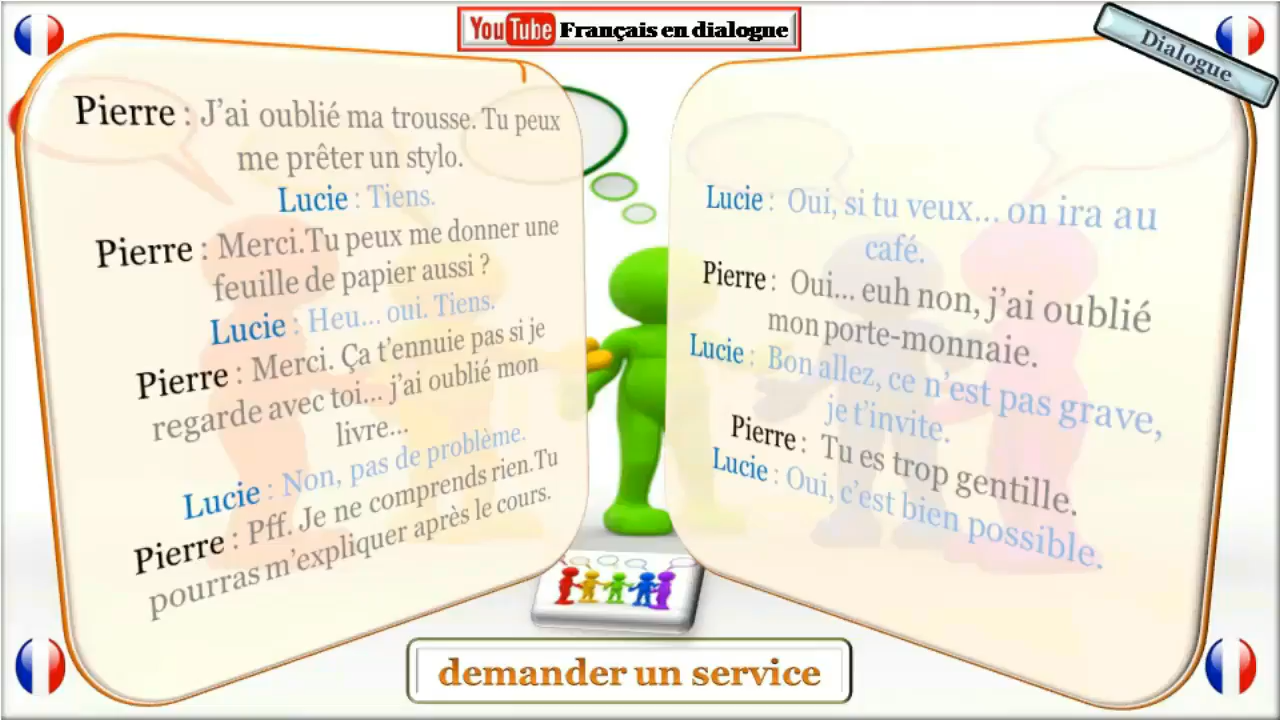 YouTube Français en dialogue
Dialogue
Pierre : J'ai oublié ma trousse. Tu peux
me prêter un stylo.
Lucie : Tiens.
Pierre : Merci.Tu peux me donner une
feuille de papier aussi ?
Lucie : Heu... oui. Tiens.
Pierre : Merci. Ça t'ennuie pas si je
regarde avec toi... j'ai oublié mon
livre...
Lucie : Non, pas de problème.
Pierre : Pff. Je ne comprends rien.Tu
pourras m'expliquer après le cours.
Lucie : Oui, si tu veux... on ira au
café.
Pierre : Oui... euh non, j'ai oublié
mon porte-monnaie.
Lucie : Bon allez, ce n'est pas grave,
je t'invite.
Pierre : Tu es trop gentille.
Lucie : Oui, c'est bien possible.
demander un service